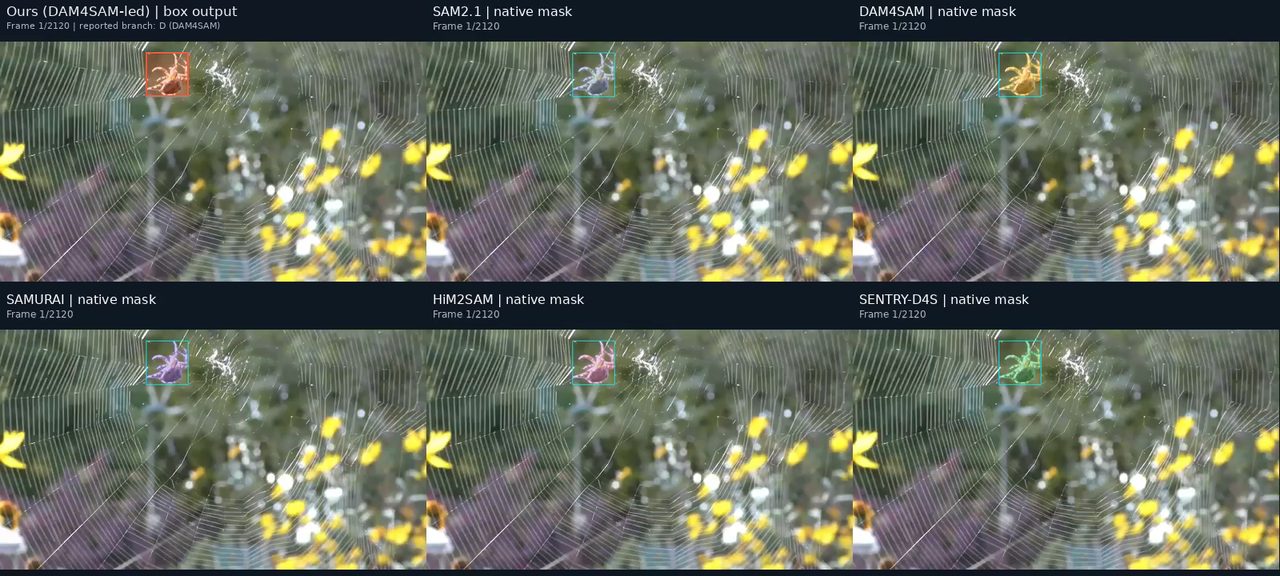 Ours (DAM4SAM-led) | box output
Frame 1/2120 | reported branch: D (DAM4SAM)
SAM2.1 | native mask
Frame 1/2120
DAM4SAM | native mask
Frame 1/2120
SAMURAI | native mask
Frame 1/2120
HiM2SAM | native mask
Frame 1/2120
SENTRY-D4S | native mask
Frame 1/2120